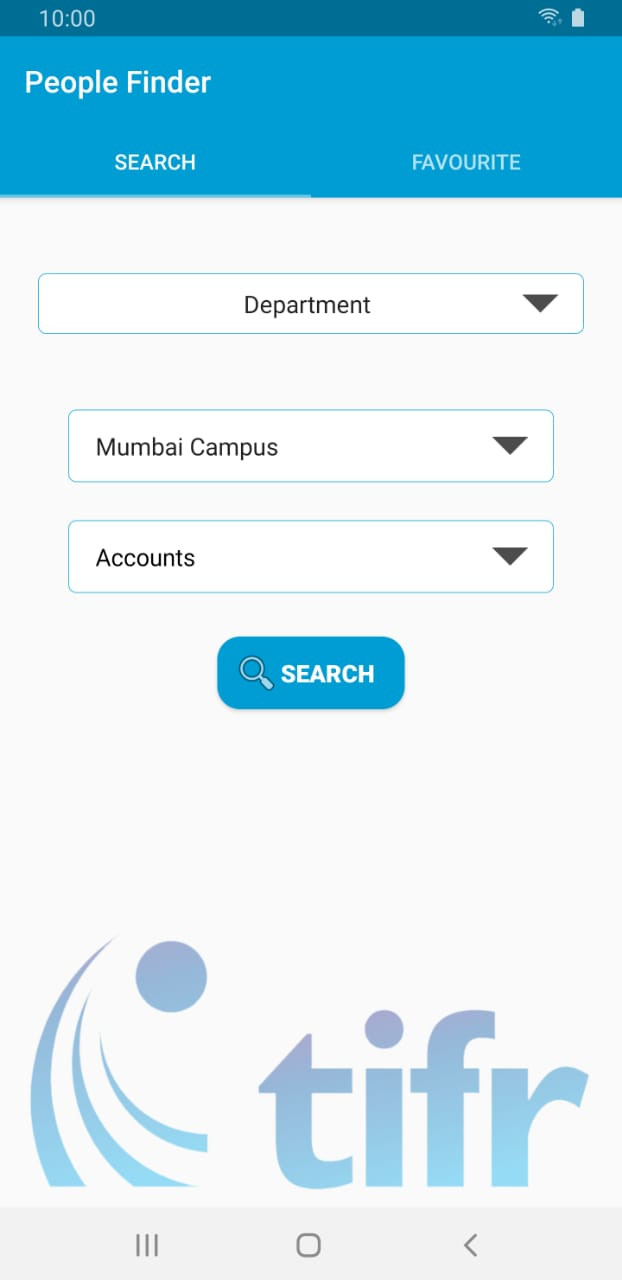 10:00
People Finder
SEARCH
FAVOURITE
Department
Mumbai Campus
Accounts
SEARCH
tifr